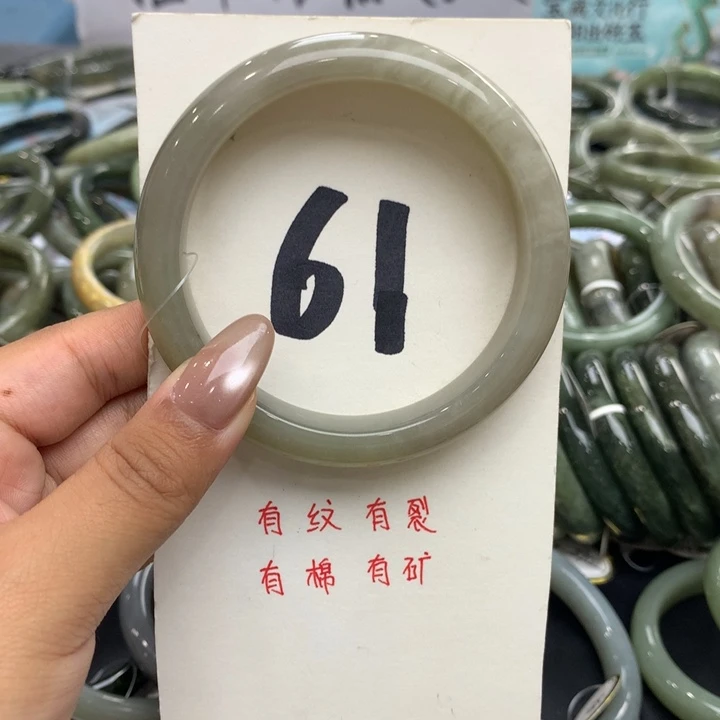 61
有纹 有裂
有棉 有矿